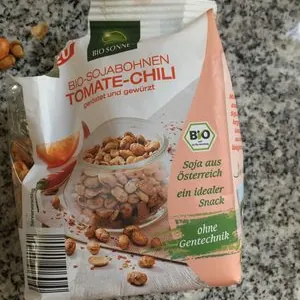 BIO SONNE
BIO-SOJABOHNEN
TOMATE-CHILI
geröstet und gewürzt
BIO
Soja aus
Österreich
ein idealer
Snack
ohne
Gentechnik